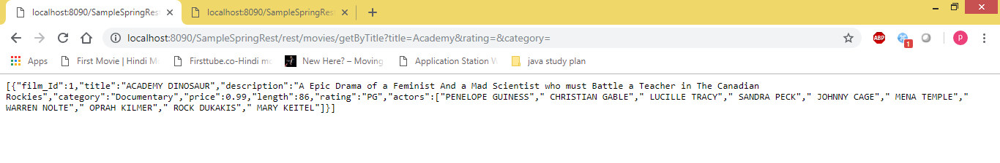 localhost:8090/SampleSpringRest
localhost:8090/SampleSpringRest
localhost:8090/SampleSpringRest/rest/movies/getByTitle?title=Academy&rating=&category=
ABP
1
P
Apps
First Movie | Hindi Mo
Firsttube.co-Hindi mo
New Here? – Moving
Application Station W
java study plan
[{"film_Id":1,"title":"ACADEMY DINOSAUR","description":"A Epic Drama of a Feminist And a Mad Scientist who must Battle a Teacher in The Canadian
Rockies","category":"Documentary","price":0.99,"length":86,"rating":"PG","actors":["PENELOPE GUINESS"," CHRISTIAN GABLE"," LUCILLE TRACY"," SANDRA PECK"," JOHNNY CAGE"," MENA TEMPLE","
WARREN NOLTE"," OPRAH KILMER"," ROCK DUKAKIS"," MARY KEITEL"]}]